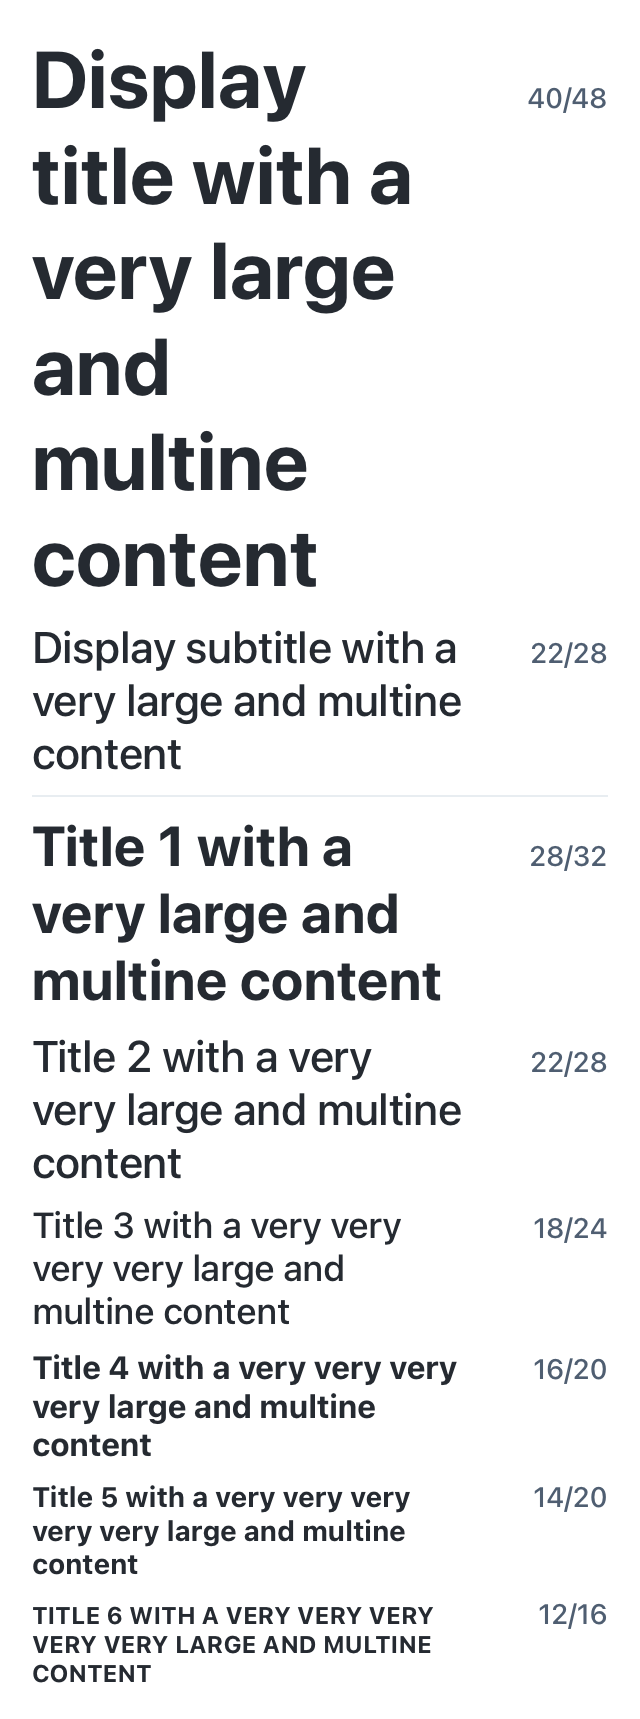 Display 40/48
title with a
very large
and
multine
content
Display subtitle with a 22/28
very large and multine
content
Title 1 with a 28/32
very large and
multine content
Title 2 with a very 22/28
very large and multine
content
Title 3 with a very very 18/24
very very large and
multine content
Title 4 with a very very very 16/20
very large and multine
content
Title 5 with a very very very 14/20
very very large and multine
content
TITLE 6 WITH A VERY VERY VERY 12/16
VERY VERY LARGE AND MULTINE
CONTENT